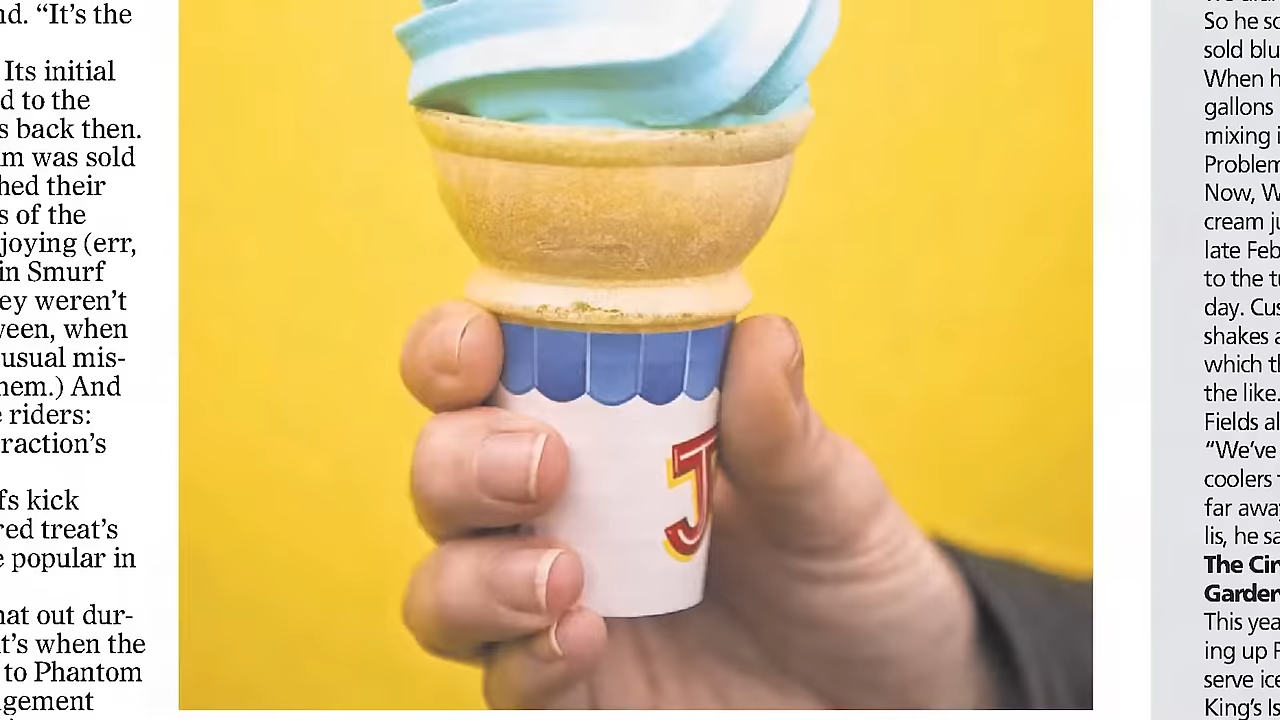 nd. “It’s the
Its initial
d to the
s back then.
m was sold
hed their
s of the
joying (err,
in Smurf
ey weren’t
ween, when
usual mis-
hem.) And
e riders:
raction’s
fs kick
red treat’s
e popular in
hat out dur-
t’s when the
to Phantom
gement
J
So he so
sold blu
When h
gallons
mixing i
Problem
Now, W
cream ju
late Feb
to the tu
day. Cus
shakes a
which th
the like.
Fields al
“We’ve
coolers
far away
lis, he sa
The Cin
Garden
This yea
ing up P
serve ice
King’s Is